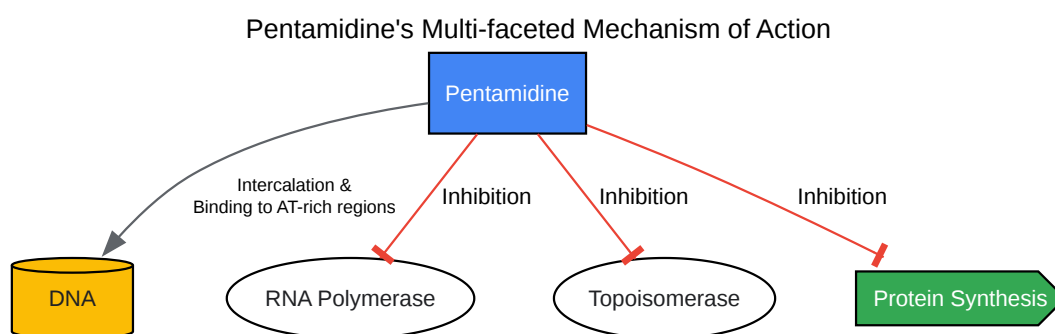 Pentamidine's Multi-faceted Mechanism of Action
Pentamidine
Intercalation &
Binding to AT-rich regions
Inhibition
Inhibition
Inhibition
DNA
RNA Polymerase
Topoisomerase
Protein Synthesis